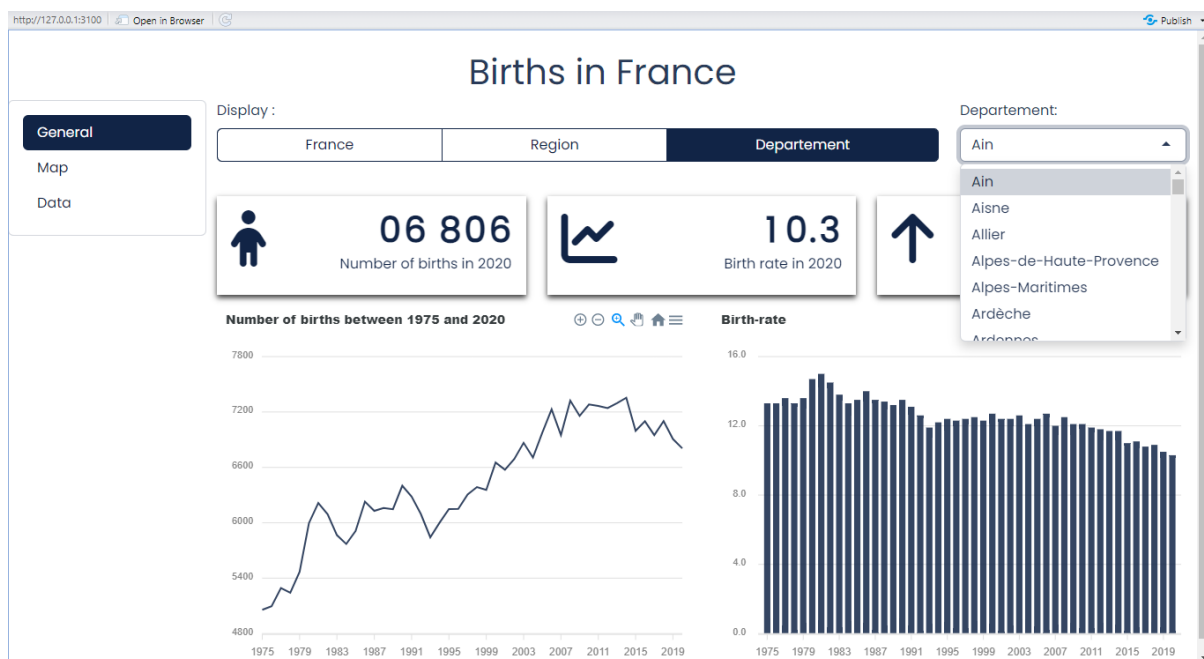 http://127.0.0.1:3100 Open in Browser Publish
Births in France
Display : Departement:
General
Map
Data
France Region Departement Ain
Ain
Aisne
Allier
Alpes-de-Haute-Provence
Alpes-Maritimes
Ardèche
Ardennes
06 806
Number of births in 2020
10.3
Birth rate in 2020
Number of births between 1975 and 2020
7800
7200
6600
6000
5400
4800
1975 1979 1983 1987 1991 1995 1999 2003 2007 2011 2015 2019
Birth-rate
16.0
12.0
8.0
4.0
0.0
1975 1979 1983 1987 1991 1995 1999 2003 2007 2011 2015 2019